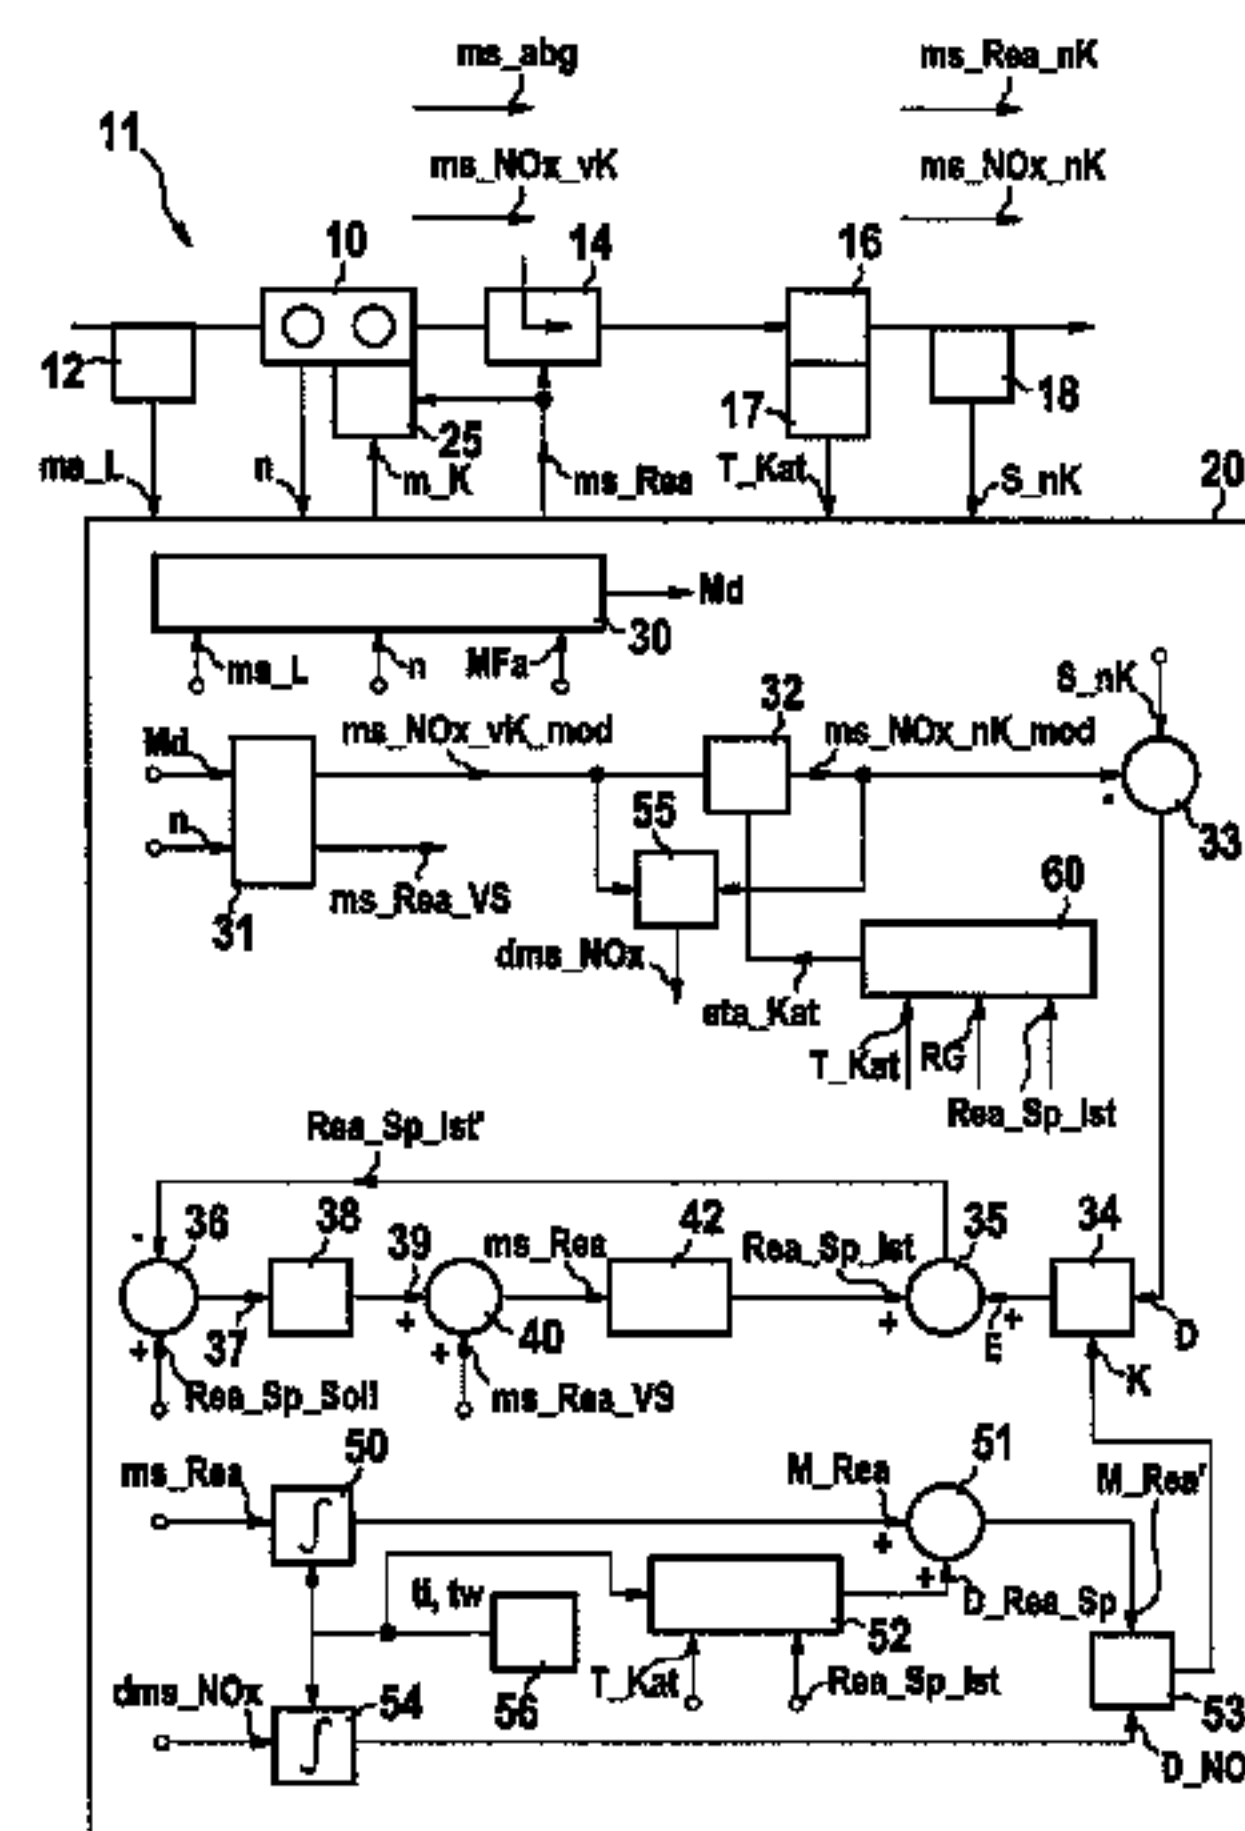 ms_abg
ms_Rea_nK
11
ms_NOx_vK
ms_NOx_nK
10
14
16
12
17
18
25
ms_L
n
m_K
ms_Rea
T_Kat
S_nK
20
Md
30
ms_L
n
MFa
S_nK
32
Md
ms_NOx_vK_mod
ms_NOx_nK_mod
-
n
55
33
31
ms_Rea_VS
60
dms_NOx
eta_Kat
T_Kat
RG
Rea_Sp_Ist
Rea_Sp_Ist'
-
36
38
39
ms_Rea
42
Rea_Sp_Ist
35
34
+
37
+
40
+
+
E
+
D
Rea_Sp_Soll
ms_Rea_VS
K
ms_Rea
50
M_Rea
51
M_Rea'
∫
+
ti, tw
+
D_Rea_Sp
52
56
T_Kat
Rea_Sp_Ist
53
dms_NOx
54
∫
D_NO